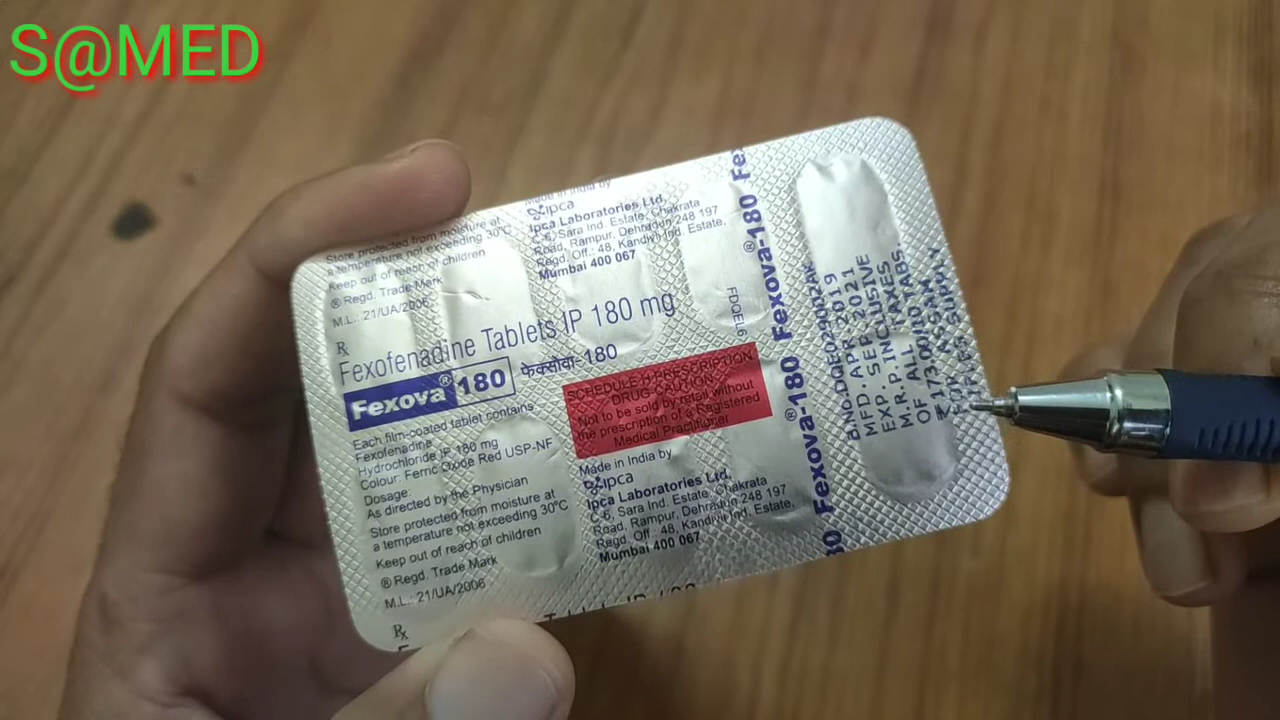 S@MED
Made in India by
ipca
Ipca Laboratories Ltd.
C-6, Sara Ind. Estate, Chakrata
Road, Rampur, Dehradun 248 197
Regd. Off.: 48, Kandivli Ind. Estate,
Mumbai 400 067
Store protected from moisture at
a temperature not exceeding 30°C
Keep out of reach of children
® Regd. Trade Mark
M.L.: 21/UA/2006
Rx
Fexofenadine Tablets IP 180 mg
Fexova® 180 फेक्सोवा-180
Each film-coated tablet contains
Fexofenadine
Hydrochloride IP 180 mg
Colour: Ferric Oxide Red USP-NF
Dosage:
As directed by the Physician
Store protected from moisture at
a temperature not exceeding 30°C
Keep out of reach of children
® Regd. Trade Mark
M.L.: 21/UA/2006
Rx
SCHEDULE H PRESCRIPTION
DRUG-CAUTION
Not to be sold by retail without
the prescription of a Registered
Medical Practitioner
Made in India by
ipca
Ipca Laboratories Ltd.
C-6, Sara Ind. Estate, Chakrata
Road, Rampur, Dehradun 248 197
Regd. Off.: 48, Kandivli Ind. Estate,
Mumbai 400 067
80 Fexova®-180 Fexova®-180 Fe
MFD. APR.2019
EXP. SEP.2021
M.R.P. INCLUSIVE
OF ALL TAXES